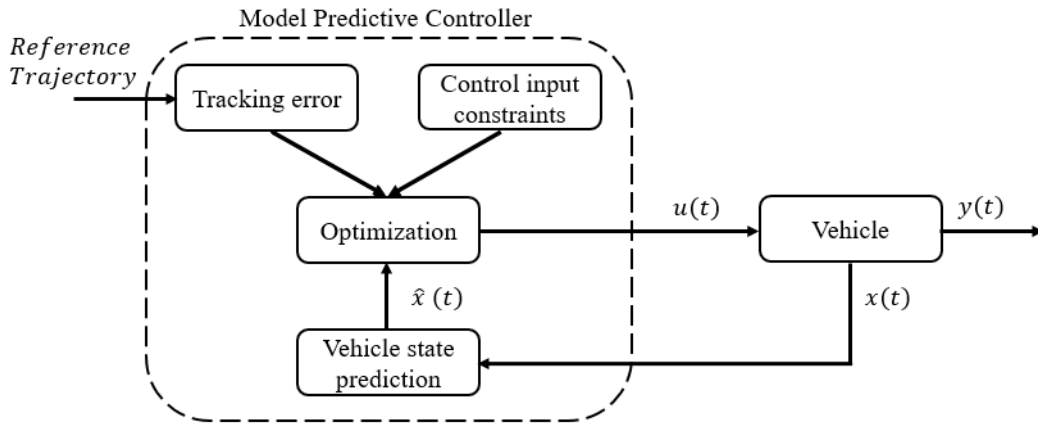 Model Predictive Controller
Reference
Trajectory
Tracking error
Control input
constraints
Optimization
u(t)
Vehicle
y(t)
x̂ (t)
x(t)
Vehicle state
prediction